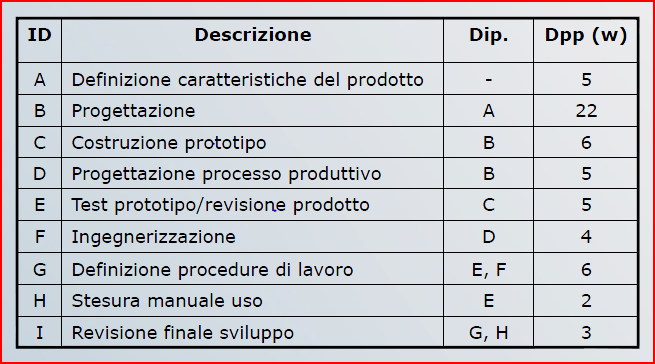 ID Descrizione Dip. Dpp (w)
A Definizione caratteristiche del prodotto - 5
B Progettazione A 22
C Costruzione prototipo B 6
D Progettazione processo produttivo B 5
E Test prototipo/revisione prodotto C 5
F Ingegnerizzazione D 4
G Definizione procedure di lavoro E, F 6
H Stesura manuale uso E 2
I Revisione finale sviluppo G, H 3